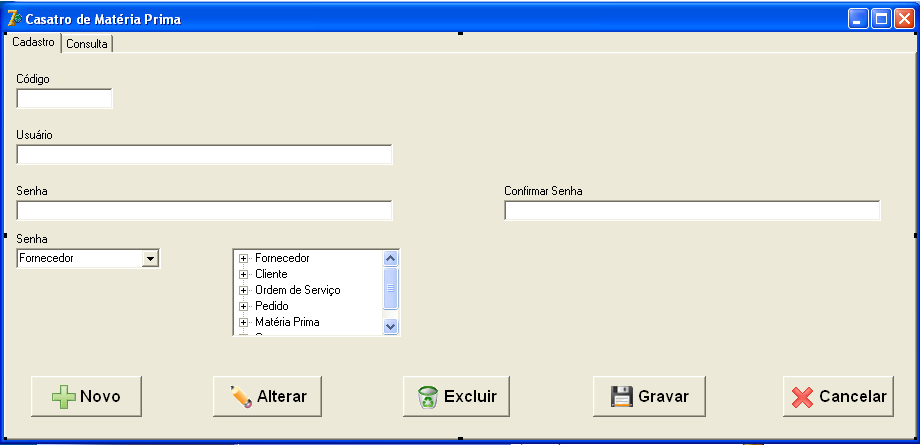 Casatro de Matéria Prima
Cadastro Consulta
Código
Usuário
Senha Confirmar Senha
Senha
Fornecedor
Fornecedor
Cliente
Ordem de Serviço
Pedido
Matéria Prima
Novo Alterar Excluir Gravar Cancelar